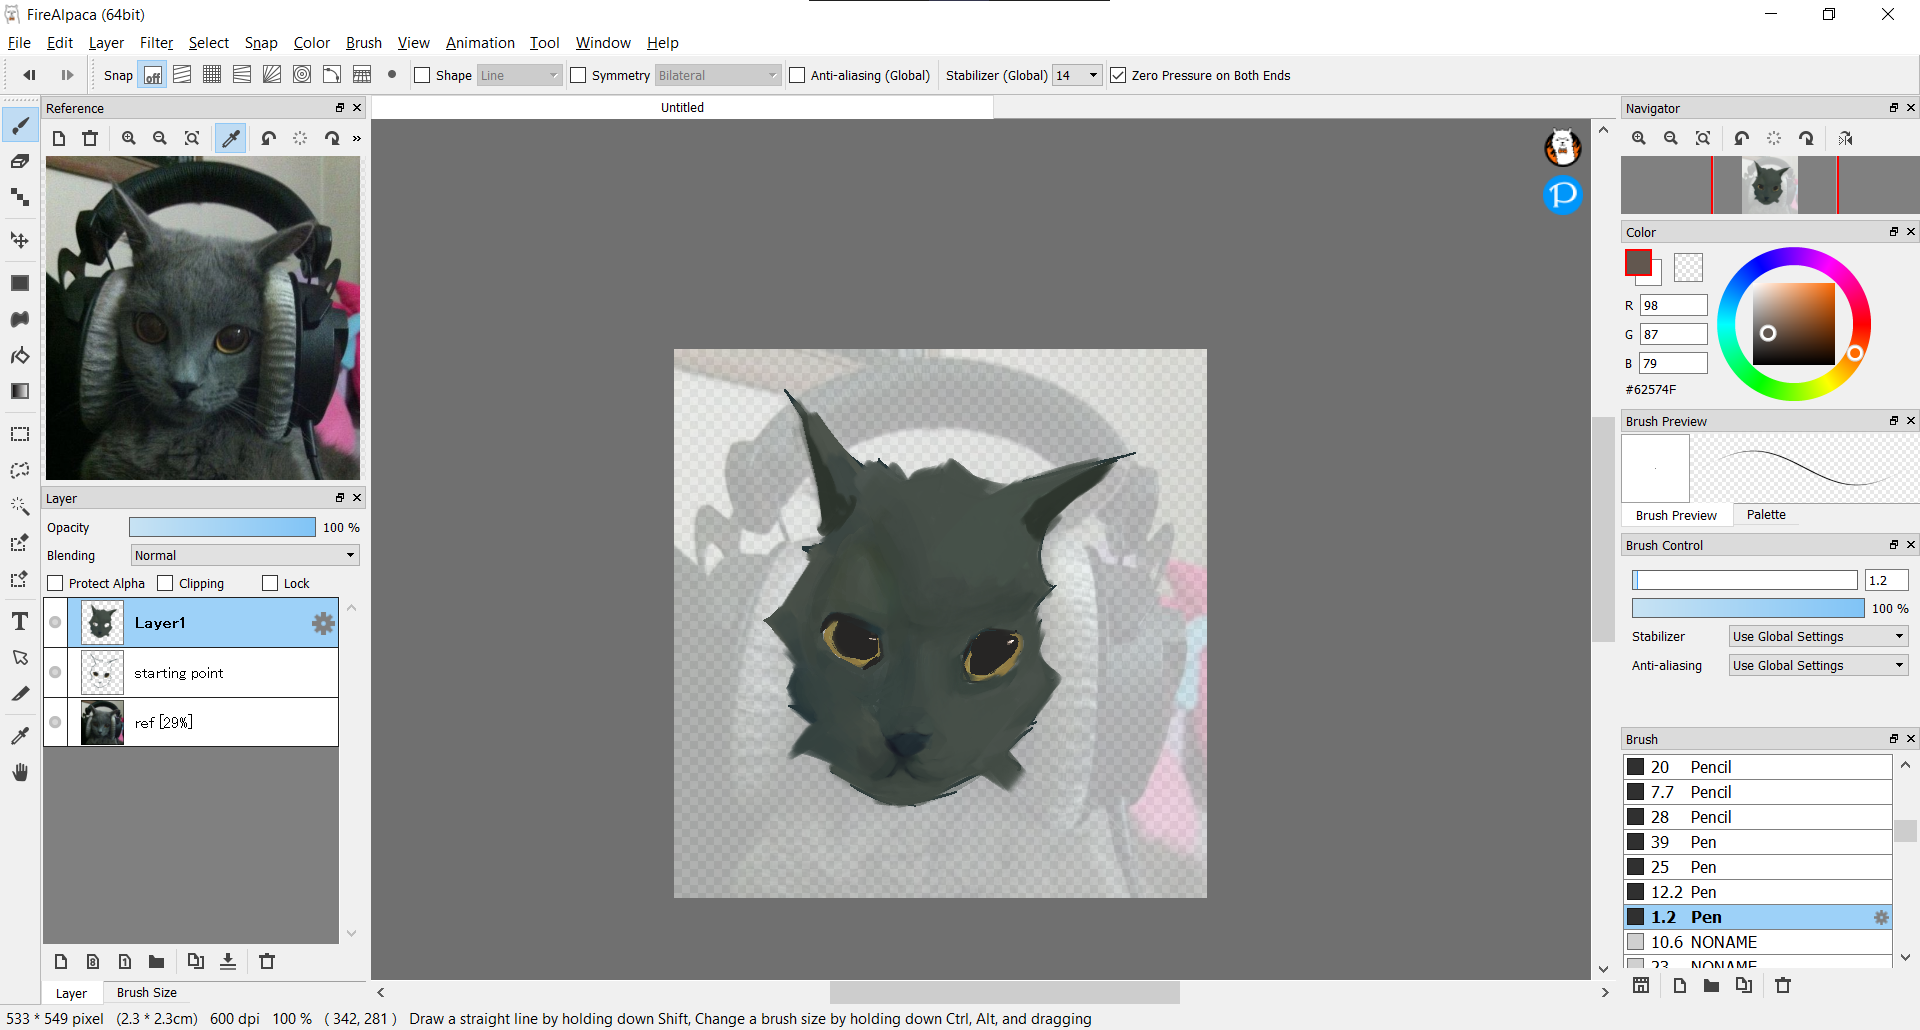 FireAlpaca (64bit)
File Edit Layer Filter Select Snap Color Brush View Animation Tool Window Help
Snap off Shape Line Symmetry Bilateral Anti-aliasing (Global) Stabilizer (Global) 14 Zero Pressure on Both Ends
Reference
Untitled
Navigator
Color
R 98
G 87
B 79
#62574F
Brush Preview
Brush Preview Palette
Brush Control
1.2
100 %
Stabilizer Use Global Settings
Anti-aliasing Use Global Settings
Brush
20 Pencil
7.7 Pencil
28 Pencil
39 Pen
25 Pen
12.2 Pen
1.2 Pen
10.6 NONAME
23 NONAME
Layer
Opacity 100 %
Blending Normal
Protect Alpha Clipping Lock
Layer1
starting point
ref [29%]
8 1
Layer Brush Size
T
P
533 * 549 pixel (2.3 * 2.3cm) 600 dpi 100 % ( 342, 281 ) Draw a straight line by holding down Shift, Change a brush size by holding down Ctrl, Alt, and dragging